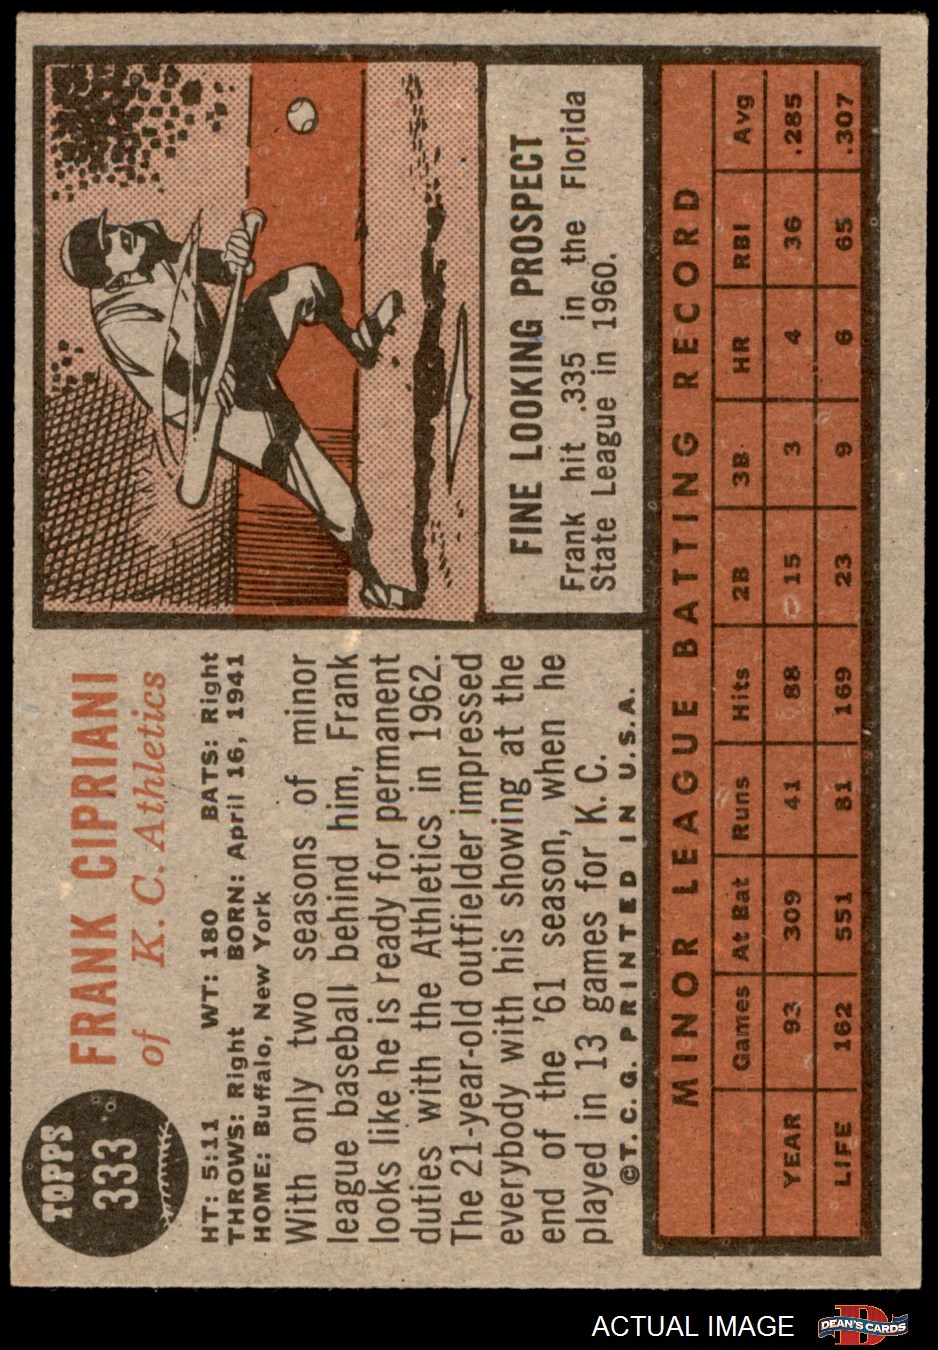 TOPPS
333
FRANK CIPRIANI
of K. C. Athletics
HT: 5:11 WT: 180 BATS: Right
THROWS: Right BORN: April 16, 1941
HOME: Buffalo, New York
With only two seasons of minor
league baseball behind him, Frank
looks like he is ready for permanent
duties with the Athletics in 1962.
The 21-year-old outfielder impressed
everybody with his showing at the
end of the '61 season, when he
played in 13 games for K. C.
©T. C. G. PRINTED IN U. S. A.
FINE LOOKING PROSPECT
Frank hit .335 in the Florida
State League in 1960.
MINOR LEAGUE BATTING RECORD
Games At Bat Runs Hits 2B 3B HR RBI Avg
YEAR 93 309 41 88 15 3 4 36 .285
LIFE 162 551 81 169 23 9 6 65 .307
ACTUAL IMAGE
DEAN'S CARDS